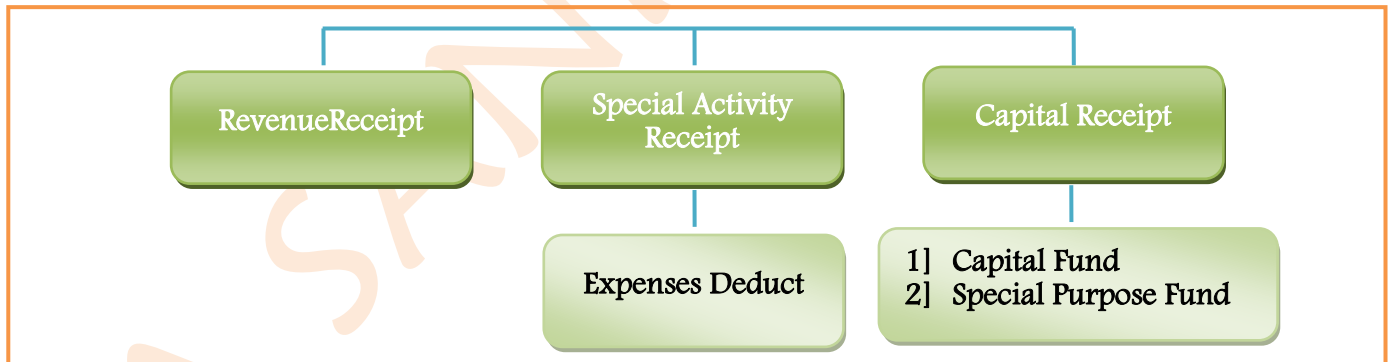 RevenueReceipt
Special Activity
Receipt
Capital Receipt
Expenses Deduct
1] Capital Fund
2] Special Purpose Fund